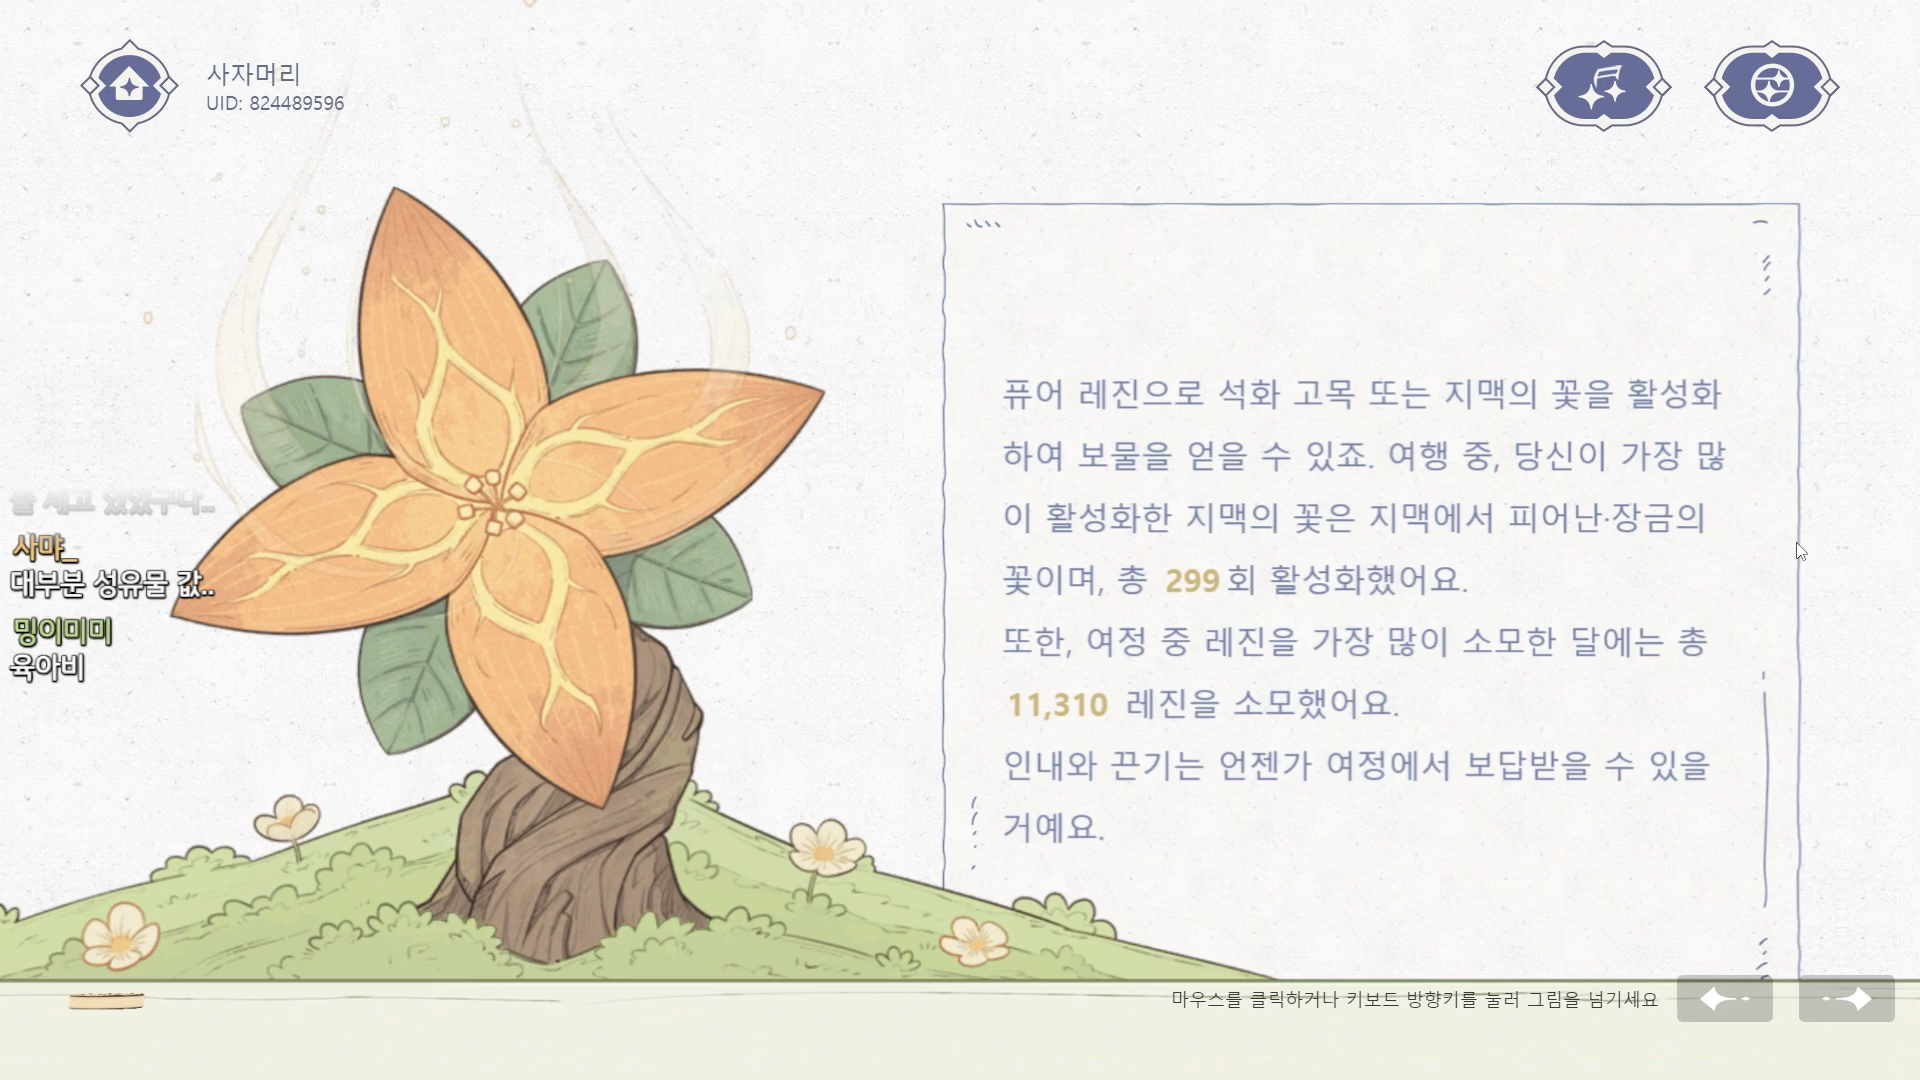 사자머리
UID: 824489596
퓨어 레진으로 석화 고목 또는 지맥의 꽃을 활성화
하여 보물을 얻을 수 있죠. 여행 중, 당신이 가장 많
이 활성화한 지맥의 꽃은 지맥에서 피어난·장금의
꽃이며, 총 299회 활성화했어요.
또한, 여정 중 레진을 가장 많이 소모한 달에는 총
11,310 레진을 소모했어요.
인내와 끈기는 언젠가 여정에서 보답받을 수 있을
거예요.
사먀_
대부분 성유물 값..
밍이미미
육아비
마우스를 클릭하거나 키보드 방향키를 눌러 그림을 넘기세요